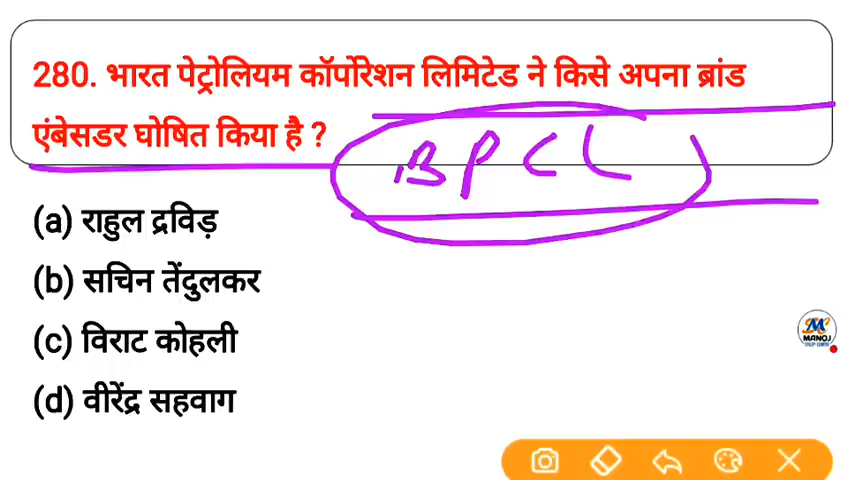 280. भारत पेट्रोलियम कॉर्पोरेशन लिमिटेड ने किसे अपना ब्रांड
एंबेसडर घोषित किया है ?
BPCL
(a) राहुल द्रविड़
(b) सचिन तेंदुलकर
(c) विराट कोहली
(d) वीरेंद्र सहवाग
MANOJ